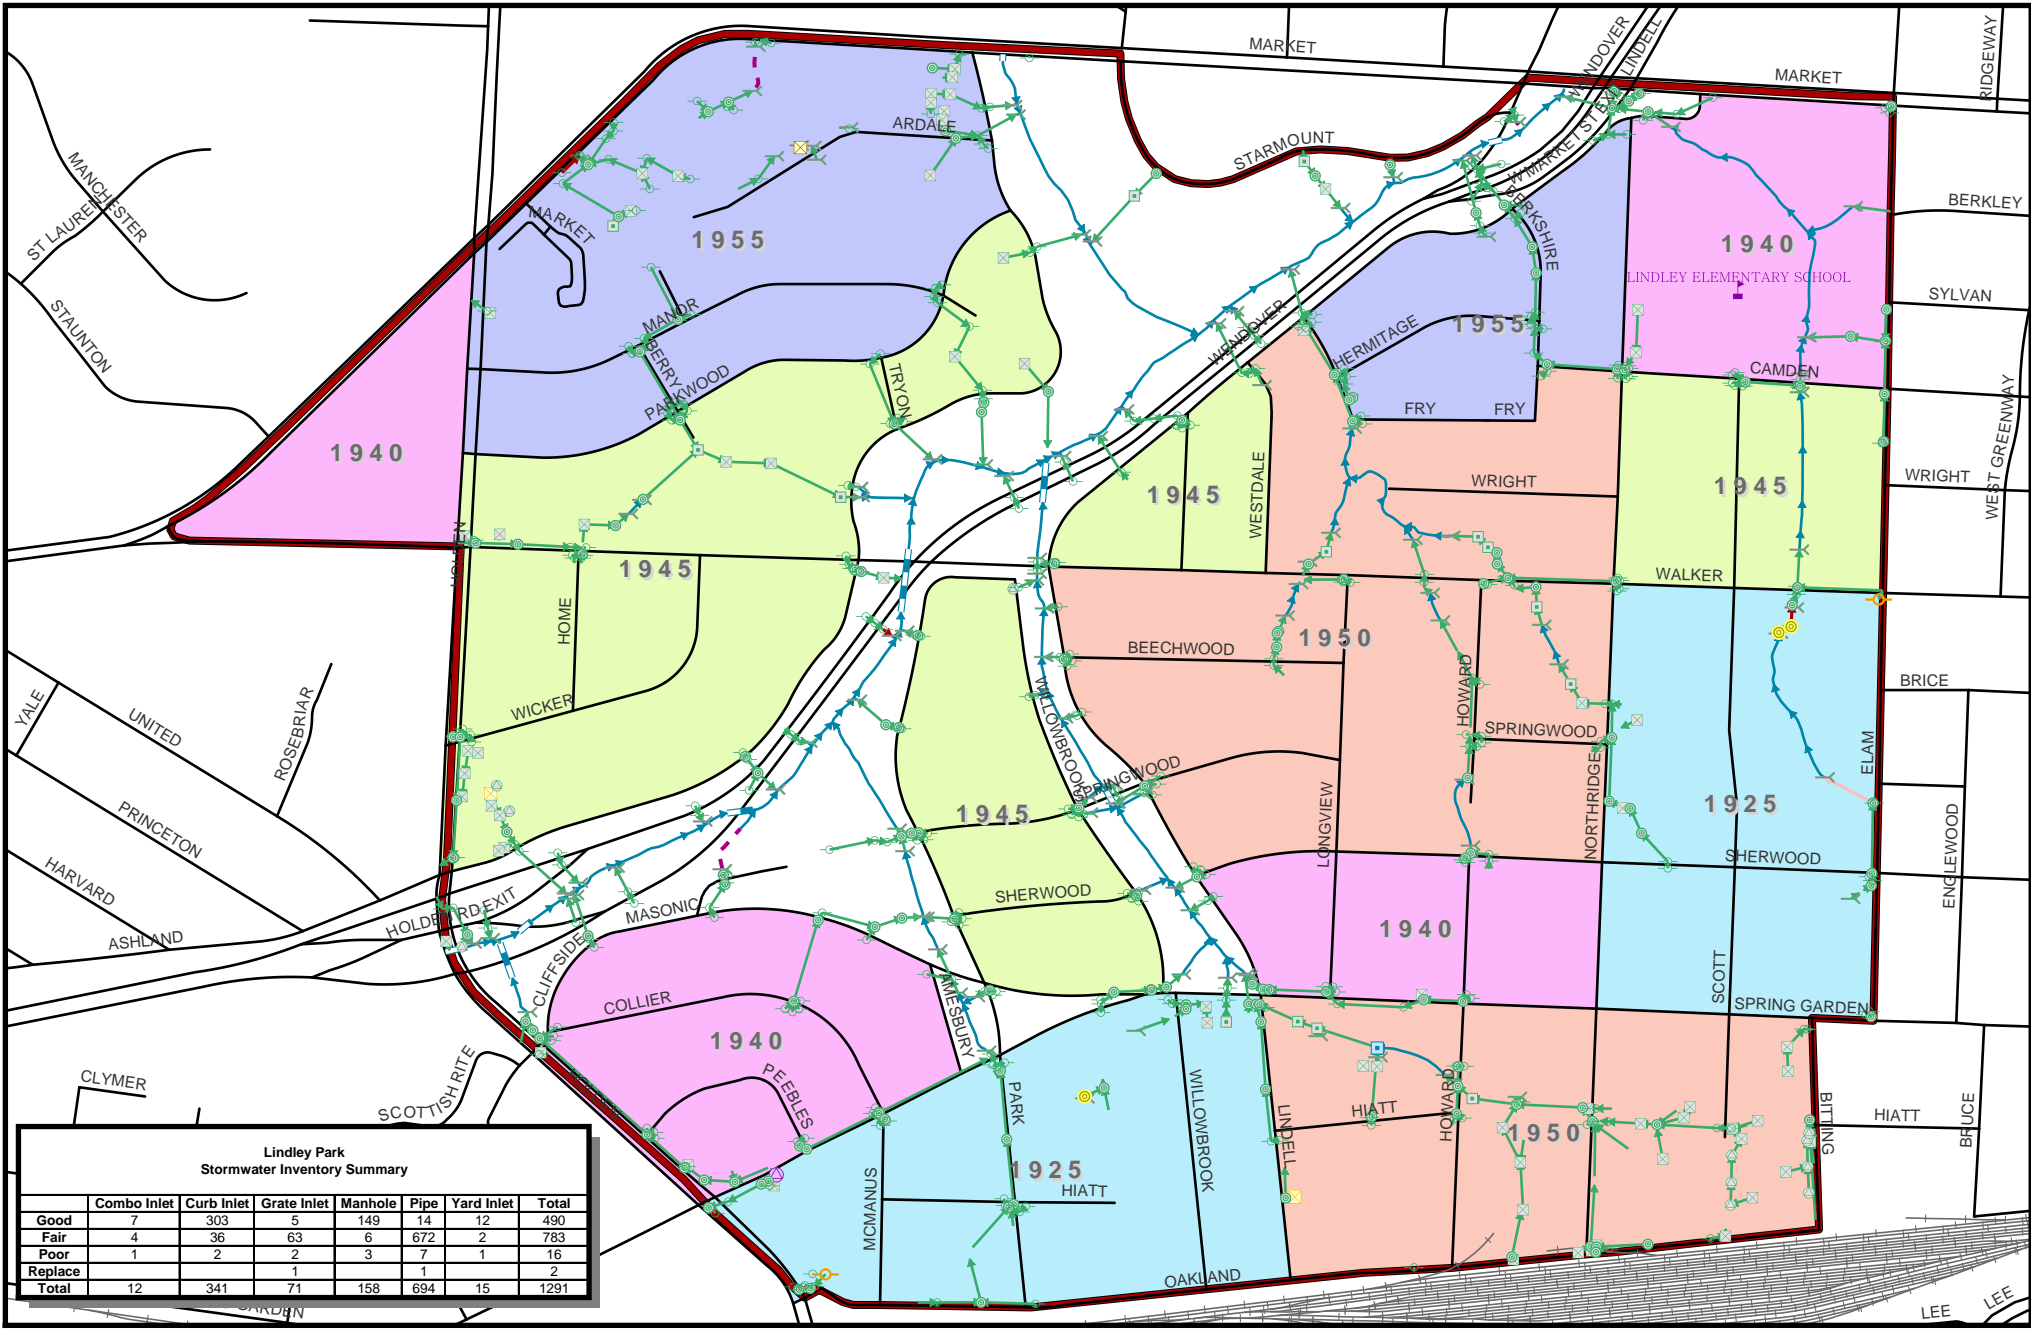 MARKET
WENDOVER
LINDELL
MARKET
RIDGEWAY
MANCHESTER
ST LAUREN
ARDALE
STARMOUNT
W MARKET ST EXIT
BERKSHIRE
BERKLEY
MARKET
1955
1940
LINDLEY ELEMENTARY SCHOOL
SYLVAN
STAUNTON
MANOR
BERRY
PARKWOOD
TRYON
WENDOVER
HERMITAGE
1955
CAMDEN
FRY
FRY
WEST GREENWAY
1940
WESTDALE
1945
WRIGHT
1945
WRIGHT
1945
HOME
WALKER
BEECHWOOD
1950
HOWARD
WICKER
YALE
UNITED
ROSEBRIAR
WILLOWBROOK
SPRINGWOOD
SPRINGWOOD
BRICE
ELAM
PRINCETON
HARVARD
1945
LONGVIEW
NORTHRIDGE
1925
SHERWOOD
ENGLEWOOD
ASHLAND
MASONIC
SHERWOOD
1940
CLIFFSIDE
COLLIER
AMESBURY
SCOTT
SPRING GARDEN
1940
PEEBLES
CLYMER
SCOTTISH RITE
PARK
WILLOWBROOK
LINDELL
HIATT
HOWARD
1950
BITTING
HIATT
BRUCE
1925
HIATT
MCMANUS
OAKLAND
LEE
LEE
Lindley Park
Stormwater Inventory Summary
Combo Inlet Curb Inlet Grate Inlet Manhole Pipe Yard Inlet Total
Good 7 303 5 149 14 12 490
Fair 4 36 63 6 672 2 783
Poor 1 2 2 3 7 1 16
Replace 1 1 2
Total 12 341 71 158 694 15 1291